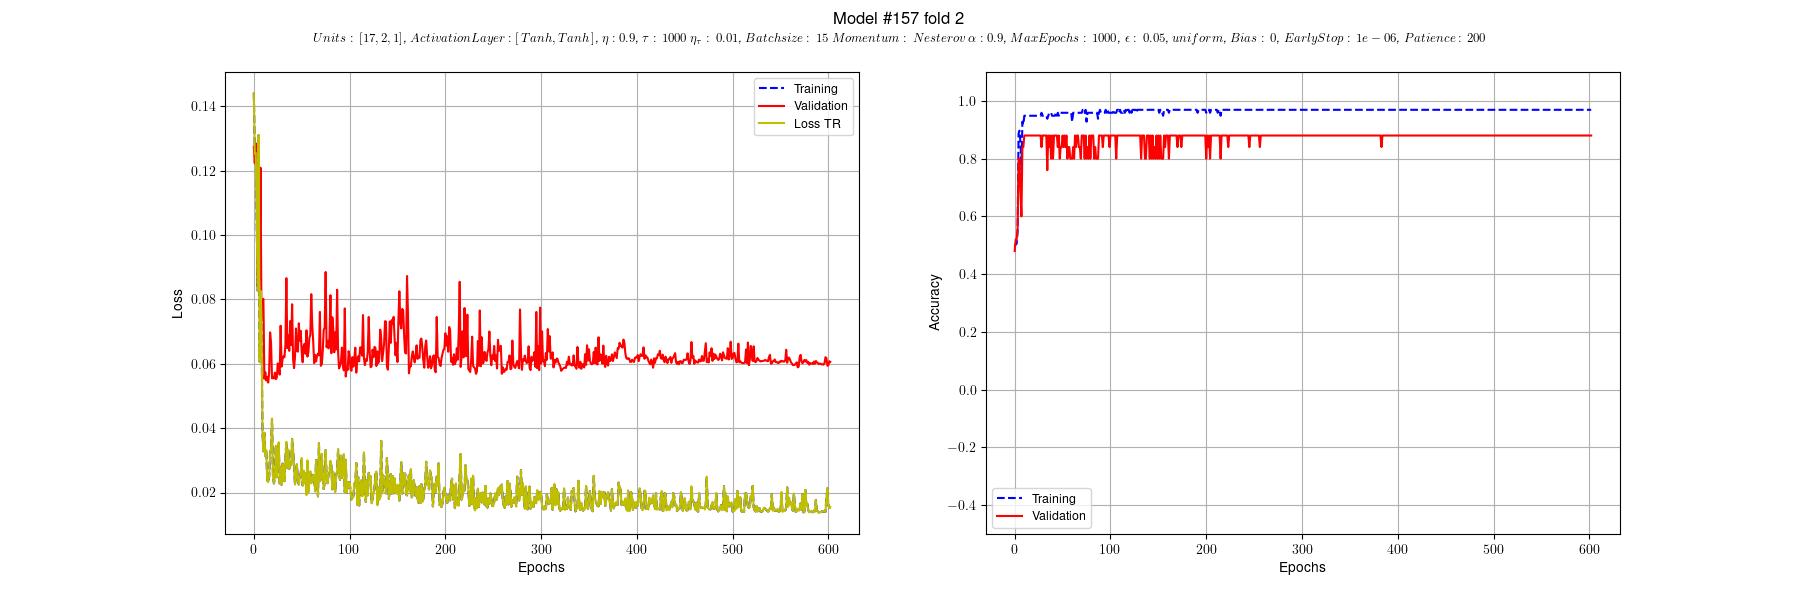 Model #157 fold 2
Units : [17, 2, 1], ActivationLayer : [Tanh, Tanh], η : 0.9, τ : 1000 ητ : 0.01, Batchsize : 15 Momentum : Nesterov α : 0.9, MaxEpochs : 1000, ϵ : 0.05, uniform, Bias : 0, EarlyStop : 1e − 06, Patience : 200
Loss
0.14
0.12
0.10
0.08
0.06
0.04
0.02
Training
Validation
Loss TR
0 100 200 300 400 500 600
Epochs
Accuracy
1.0
0.8
0.6
0.4
0.2
0.0
−0.2
−0.4
Training
Validation
0 100 200 300 400 500 600
Epochs